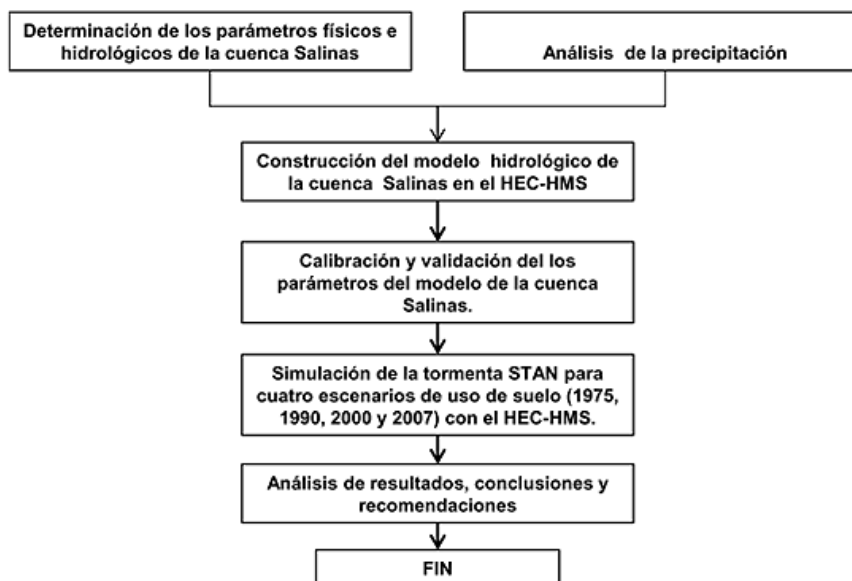 Determinación de los parámetros físicos e
hidrológicos de la cuenca Salinas
Análisis de la precipitación
Construcción del modelo hidrológico de
la cuenca Salinas en el HEC-HMS
Calibración y validación del los
parámetros del modelo de la cuenca
Salinas.
Simulación de la tormenta STAN para
cuatro escenarios de uso de suelo (1975,
1990, 2000 y 2007) con el HEC-HMS.
Análisis de resultados, conclusiones y
recomendaciones
FIN